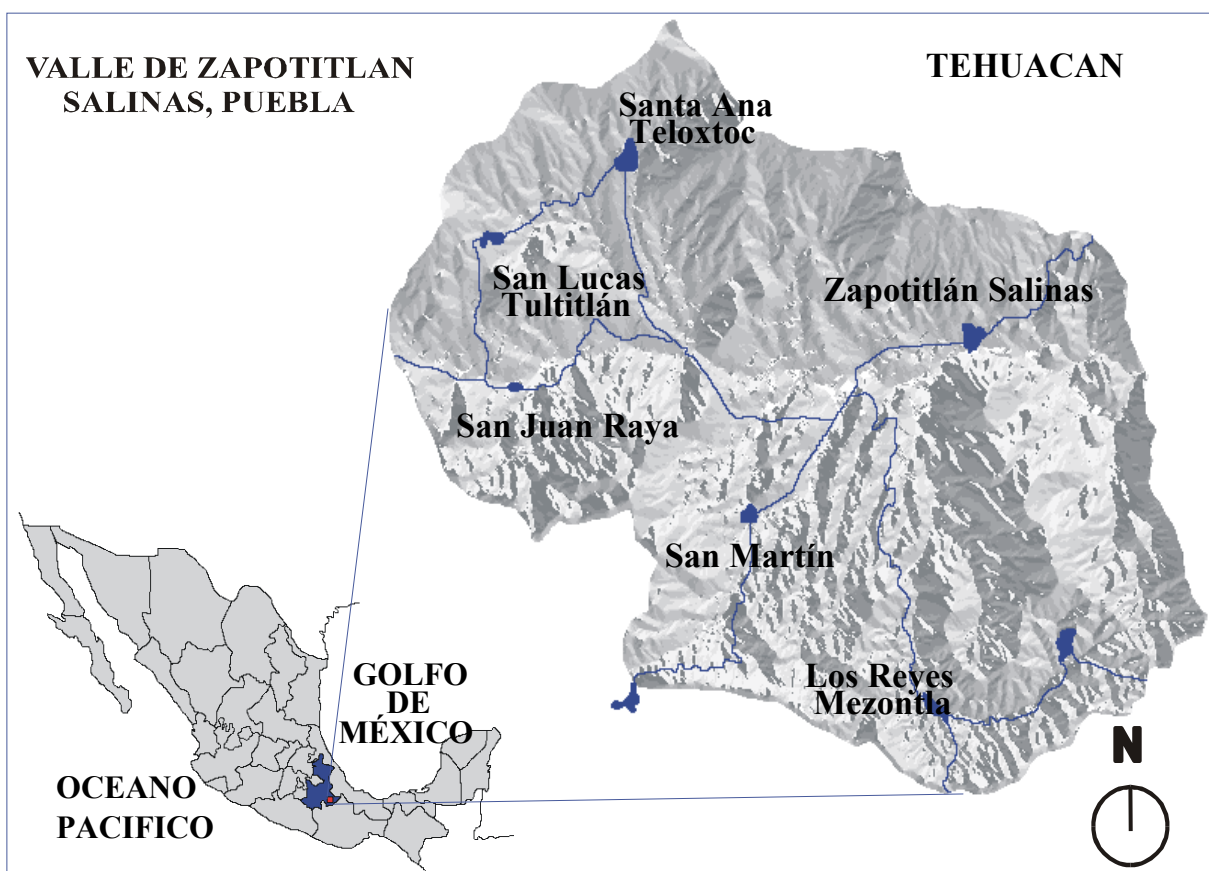 VALLE DE ZAPOTITLAN
SALINAS, PUEBLA
TEHUACAN
Santa Ana
Teloxtoc
San Lucas
Tultitlán
Zapotitlán Salinas
San Juan Raya
San Martín
Los Reyes
Mezontla
GOLFO
DE
MÉXICO
OCEANO
PACIFICO
N